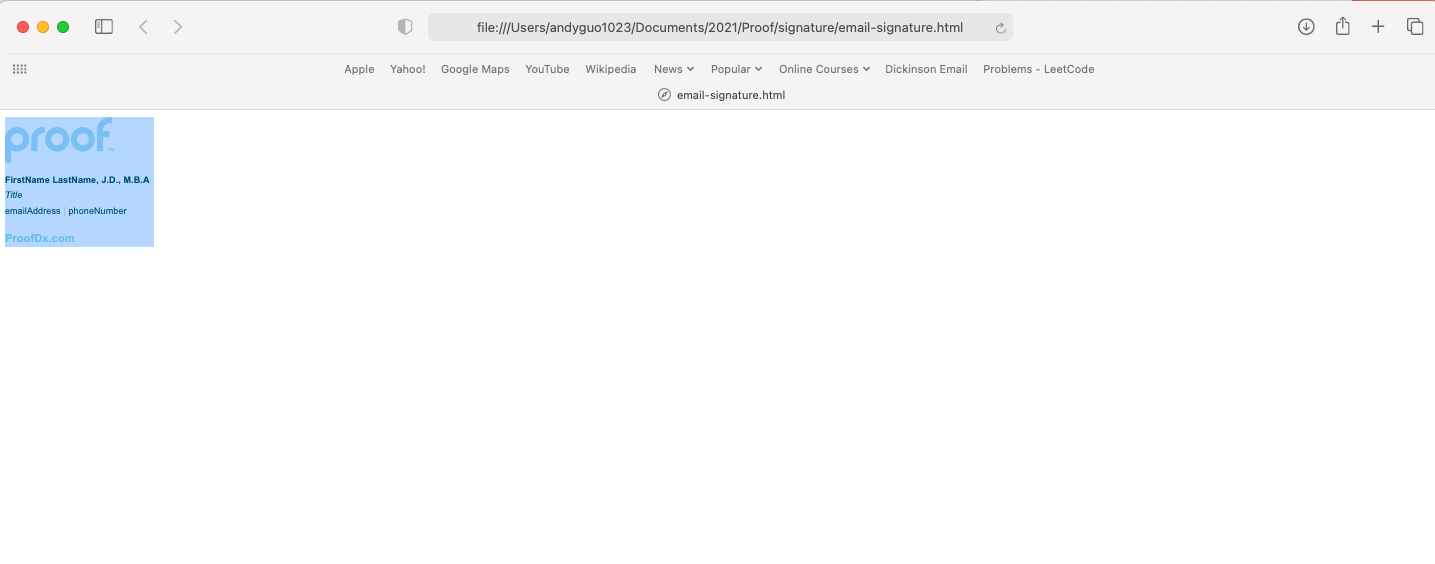 file:///Users/andyguo1023/Documents/2021/Proof/signature/email-signature.html
Apple Yahoo! Google Maps YouTube Wikipedia News Popular Online Courses Dickinson Email Problems - LeetCode
email-signature.html
proof™
FirstName LastName, J.D., M.B.A
Title
emailAddress | phoneNumber
ProofDx.com